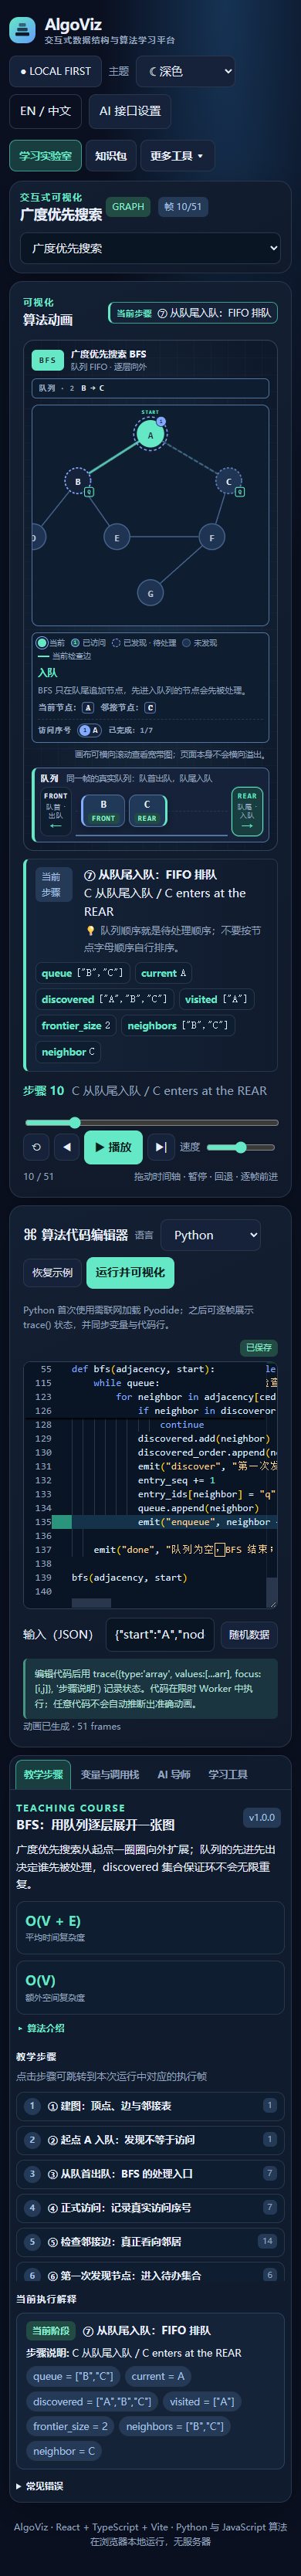 AlgoViz
交互式数据结构与算法学习平台
● LOCAL FIRST 主题 ☾ 深色
EN / 中文 AI 接口设置
学习实验室 知识包 更多工具 ▾
交互式可视化
广度优先搜索 GRAPH 帧 10/51
广度优先搜索
可视化
算法动画
当前步骤 ⑦ 从队尾入队：FIFO 排队
BFS 广度优先搜索 BFS
队列 FIFO · 逐层向外
队列 · 2 B → C
START
A 1
B Q
C Q
D E F
G
当前 1 已访问 已发现 · 待处理 未发现
当前检查边
入队
BFS 只在队尾追加节点，先进入队列的节点会先被处理。
当前节点： A 邻接节点： C
访问序号 1 A 已完成：1/7
画布可横向滚动查看宽带图；页面本身不会横向溢出。
队列 同一帧的真实队列：队首出队，队尾入队
FRONT 队首 · 出队 ←
B FRONT
C REAR
REAR 队尾 · 入队 →
当前步骤
⑦ 从队尾入队：FIFO 排队
C 从队尾入队 / C enters at the REAR
💡 队列顺序就是待处理顺序；不要按节点字母顺序自行排序。
queue ["B","C"] current A
discovered ["A","B","C"] visited ["A"]
frontier_size 2 neighbors ["B","C"]
neighbor C
步骤 10 C 从队尾入队 / C enters at the REAR
⟲ ◀ ▶ 播放 ▶| 速度
10 / 51 拖动时间轴 · 暂停 · 回退 · 逐帧前进
⌘ 算法代码编辑器 语言 Python
恢复示例 运行并可视化
Python 首次使用需联网加载 Pyodide；之后可逐帧展示 trace() 状态，并同步变量与代码行。
已保存
55 def bfs(adjacency, start):
115 while queue:
123 for neighbor in adjacency[
126 if neighbor in discover
128 continue
129 discovered.add(neighbor)
130 discovered_order.append(n
131 emit("discover", "第一次发
132 entry_seq += 1
133 entry_ids[neighbor] = "q"
134 queue.append(neighbor)
135 emit("enqueue", neighbor
136
137 emit("done", "队列为空，BFS 结束；
138
139 bfs(adjacency, start)
140
输入（JSON） {"start":"A","nod 随机数据
编辑代码后用 trace({type:'array', values:[...arr], focus:[i,j]}, '步骤说明') 记录状态。代码在限时 Worker 中执行；任意代码不会自动推断出准确动画。
动画已生成 · 51 frames
教学步骤 变量与调用栈 AI 导师 学习工具
TEACHING COURSE
BFS：用队列逐层展开一张图 v1.0.0
广度优先搜索从起点一圈圈向外扩展；队列的先进先出决定谁先被处理，discovered 集合保证环不会无限重复。
O(V + E)
平均时间复杂度
O(V)
额外空间复杂度
▸ 算法介绍
教学步骤
点击步骤可跳转到本次运行中对应的执行帧
1 ① 建图：顶点、边与邻接表 1
2 ② 起点 A 入队：发现不等于访问 1
3 ③ 从队首出队：BFS 的处理入口 7
4 ④ 正式访问：记录真实访问序号 7
5 ⑤ 检查邻接边：真正看向邻居 14
6 ⑥ 第一次发现节点：进入待办集合 6
当前执行解释
当前阶段 ⑦ 从队尾入队：FIFO 排队
步骤说明: C 从队尾入队 / C enters at the REAR
queue = ["B","C"] current = A
discovered = ["A","B","C"] visited = ["A"]
frontier_size = 2 neighbors = ["B","C"]
neighbor = C
▸ 常见错误
AlgoViz · React + TypeScript + Vite · Python 与 JavaScript 算法在浏览器本地运行，无服务器